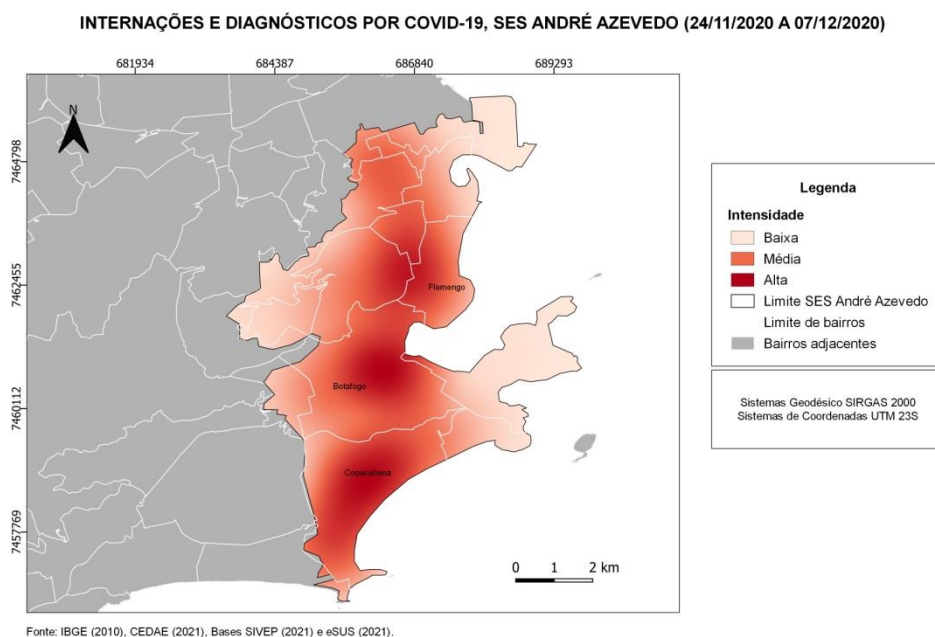 INTERNAÇÕES E DIAGNÓSTICOS POR COVID-19, SES ANDRÉ AZEVEDO (24/11/2020 A 07/12/2020)
681934 684387 686840 689293
N
7464798
7462455
7460112
7457769
Flamengo
Botafogo
Copacabana
0 1 2 km
Legenda
Intensidade
Baixa
Média
Alta
Limite SES André Azevedo
Limite de bairros
Bairros adjacentes
Sistemas Geodésico SIRGAS 2000
Sistemas de Coordenadas UTM 23S
Fonte: IBGE (2010), CEDAE (2021), Bases SIVEP (2021) e eSUS (2021).